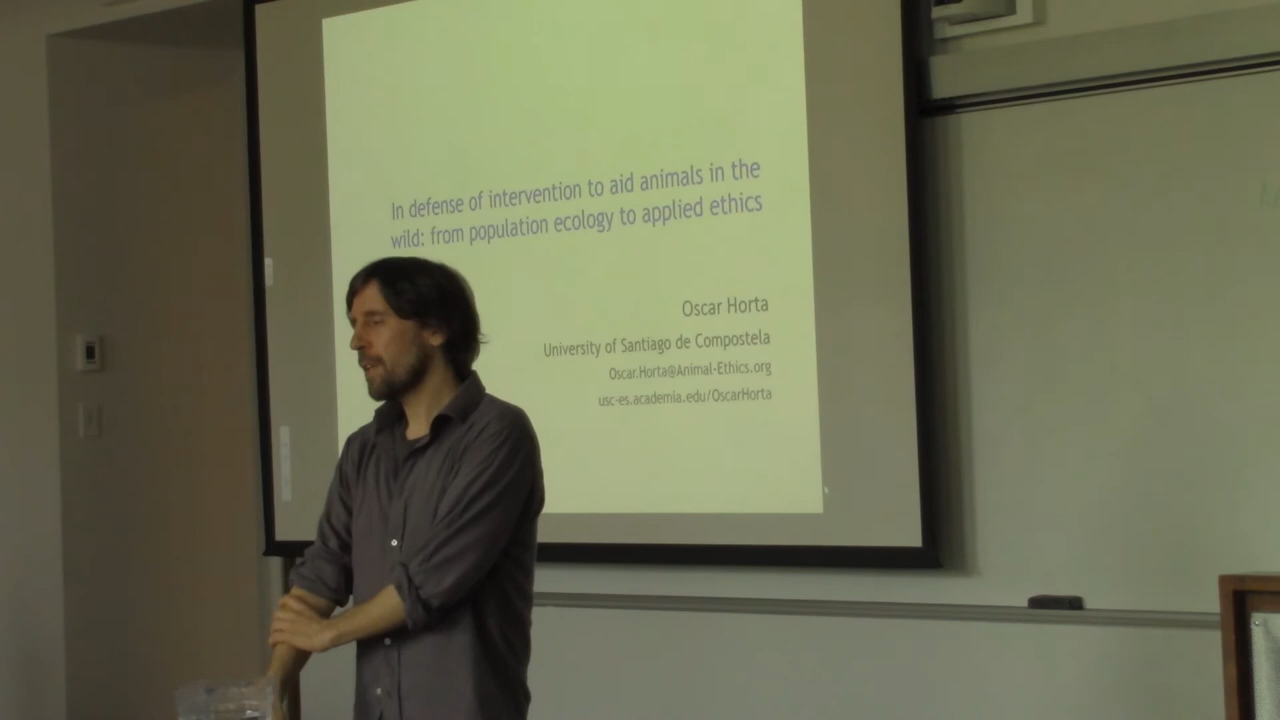 In defense of intervention to aid animals in the
wild: from population ecology to applied ethics
Oscar Horta
University of Santiago de Compostela
Oscar.Horta@Animal-Ethics.org
usc-es.academia.edu/OscarHorta